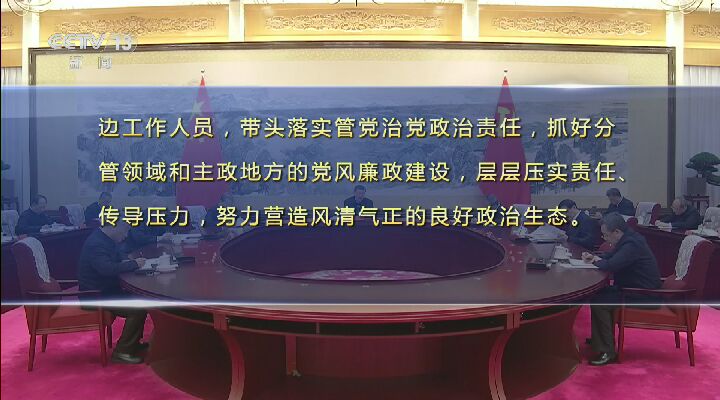 CCTV 13
新闻
边工作人员，带头落实管党治党政治责任，抓好分
管领域和主政地方的党风廉政建设，层层压实责任、
传导压力，努力营造风清气正的良好政治生态。